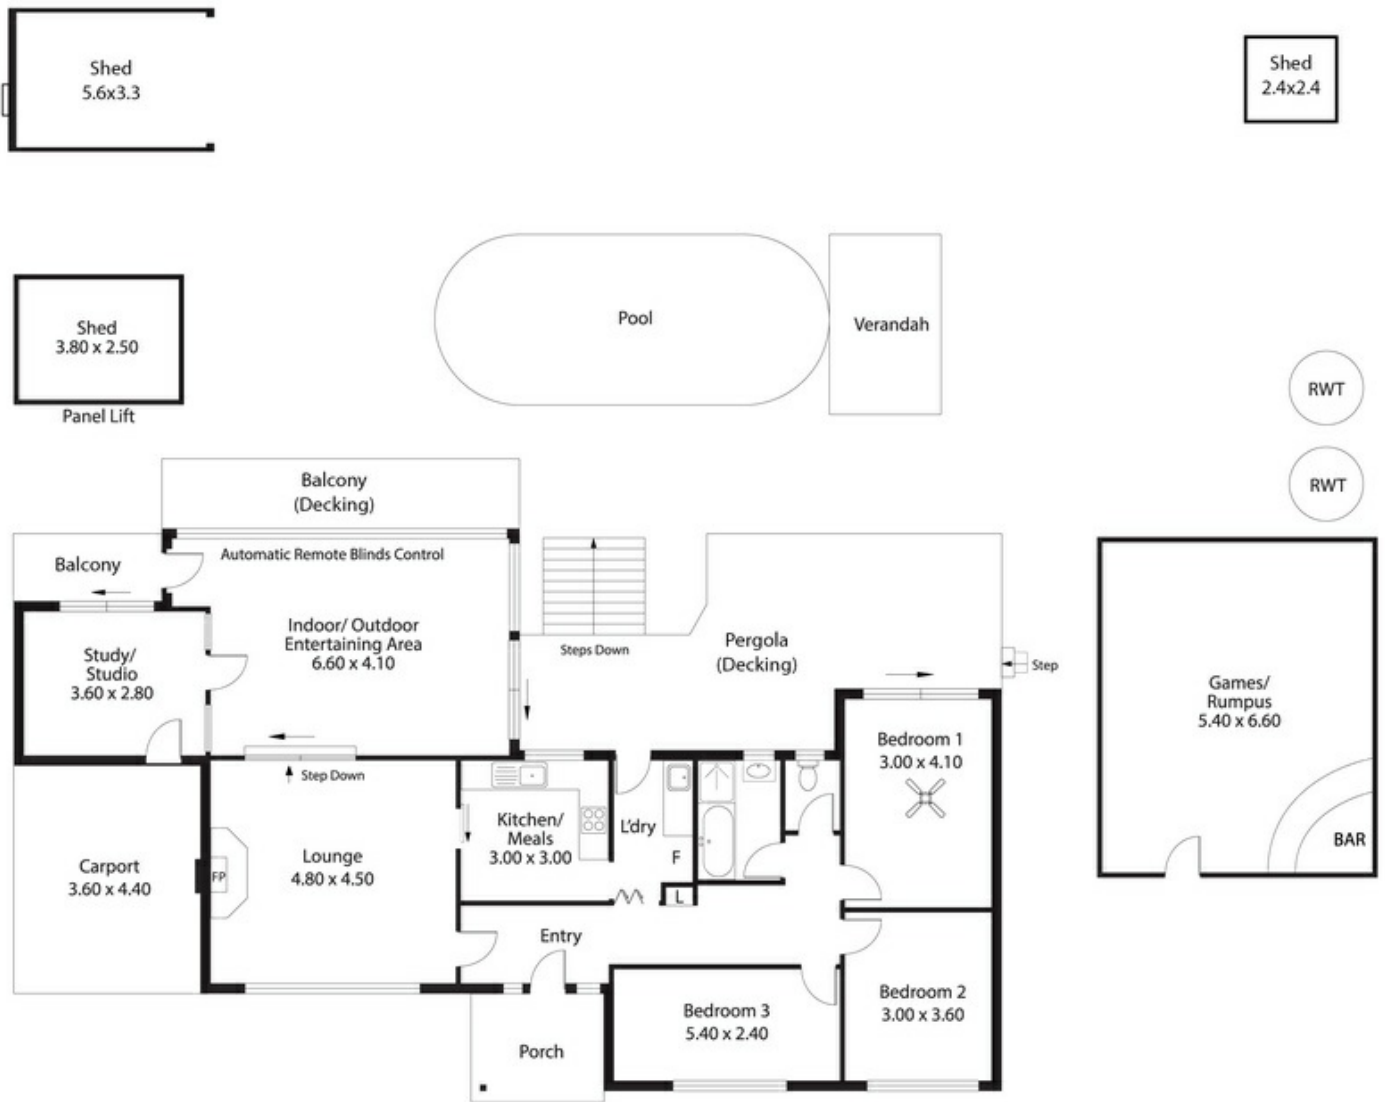 Shed
5.6x3.3
Shed
2.4x2.4
Pool
Verandah
Shed
3.80 x 2.50
Panel Lift
RWT
RWT
Balcony
(Decking)
Automatic Remote Blinds Control
Balcony
Indoor/ Outdoor
Entertaining Area
6.60 x 4.10
Study/
Studio
3.60 x 2.80
Steps Down
Pergola
(Decking)
Step
Games/
Rumpus
5.40 x 6.60
BAR
Step Down
Bedroom 1
3.00 x 4.10
Kitchen/
Meals
3.00 x 3.00
L'dry
F
L
Carport
3.60 x 4.40
FP
Lounge
4.80 x 4.50
Entry
Bedroom 2
3.00 x 3.60
Bedroom 3
5.40 x 2.40
Porch